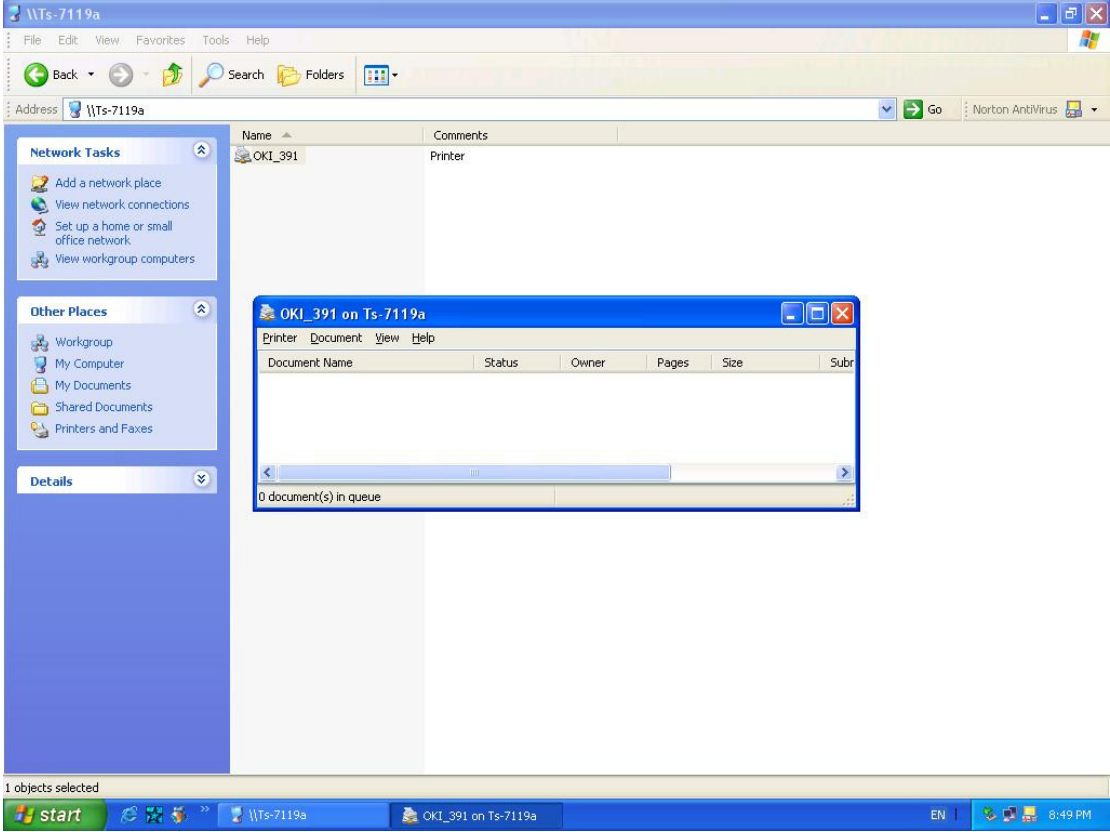 \\Ts-7119a
File Edit View Favorites Tools Help
Back Search Folders
Address \\Ts-7119a Go Norton AntiVirus
Name Comments
Network Tasks
OKI_391 Printer
Add a network place
View network connections
Set up a home or small
office network
View workgroup computers
Other Places
Workgroup
My Computer
My Documents
Shared Documents
Printers and Faxes
Details
OKI_391 on Ts-7119a
Printer Document View Help
Document Name Status Owner Pages Size Subr
0 document(s) in queue
1 objects selected
start \\Ts-7119a OKI_391 on Ts-7119a EN 8:49 PM